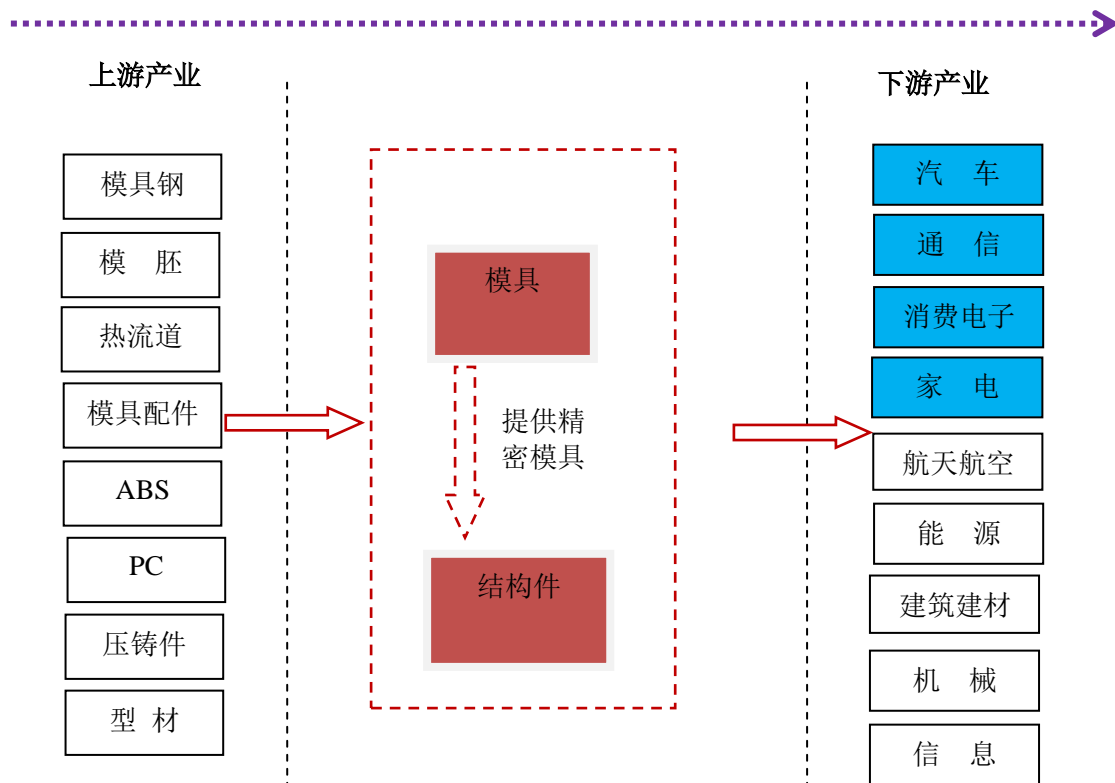 上游产业
模具钢
模 胚
热流道
模具配件
ABS
PC
压铸件
型 材
模具
提供精
密模具
结构件
下游产业
汽 车
通 信
消费电子
家 电
航天航空
能 源
建筑建材
机 械
信 息